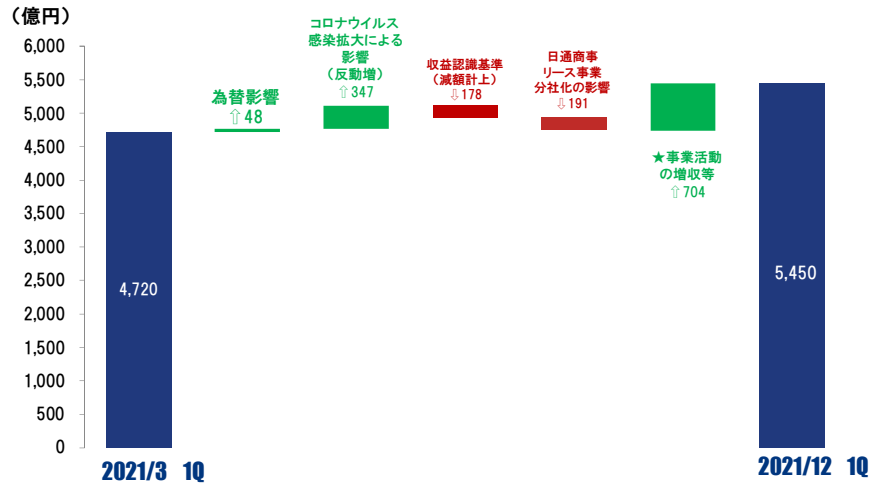 （億円）
6,000
5,500
5,000
4,500
4,000
3,500
3,000
2,500
2,000
1,500
1,000
500
0
4,720
為替影響
⇧48
コロナウイルス
感染拡大による
影響
（反動増）
⇧347
収益認識基準
（減額計上）
⇩178
日通商事
リース事業
分社化の影響
⇩191
★事業活動
の増収等
⇧704
5,450
2021/3 1Q
2021/12 1Q